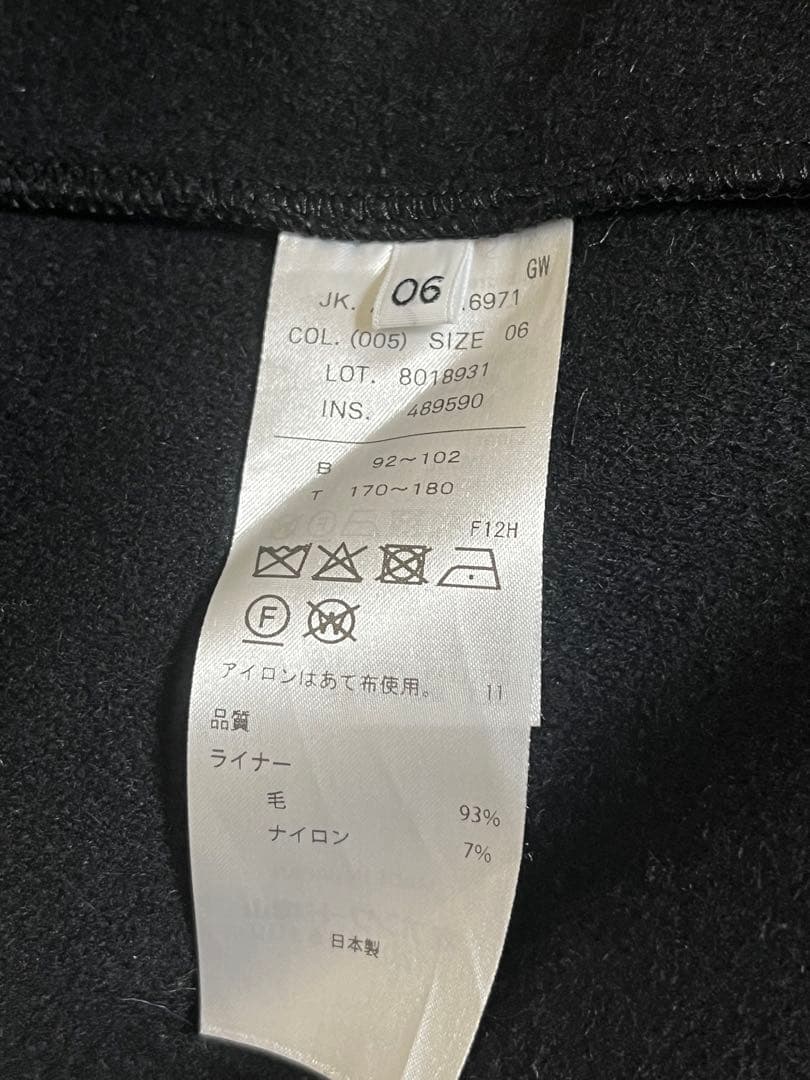 GW
JK. 06 .6971
COL. (005) SIZE 06
LOT. 8018931
INS. 489590
B 92~102
T 170~180
F12H
F W
アイロンはあて布使用。 11
品質
ライナー
毛 93%
ナイロン 7%
日本製